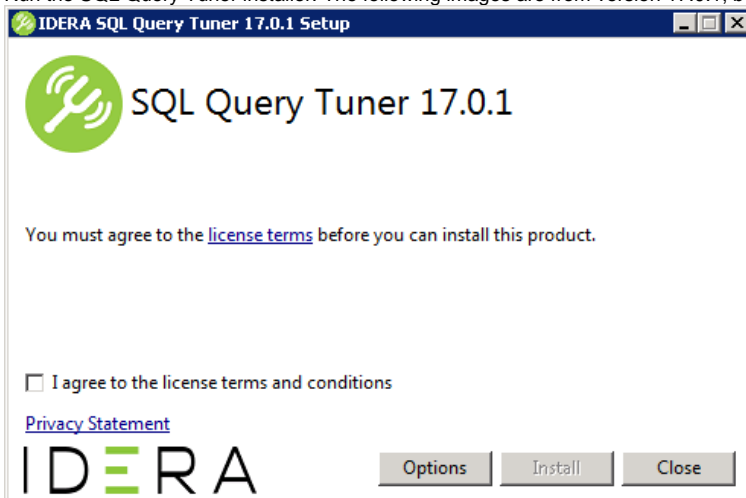 IDERA SQL Query Tuner 17.0.1 Setup
SQL Query Tuner 17.0.1
You must agree to the license terms before you can install this product.
I agree to the license terms and conditions
Privacy Statement
IDERA
Options Install Close